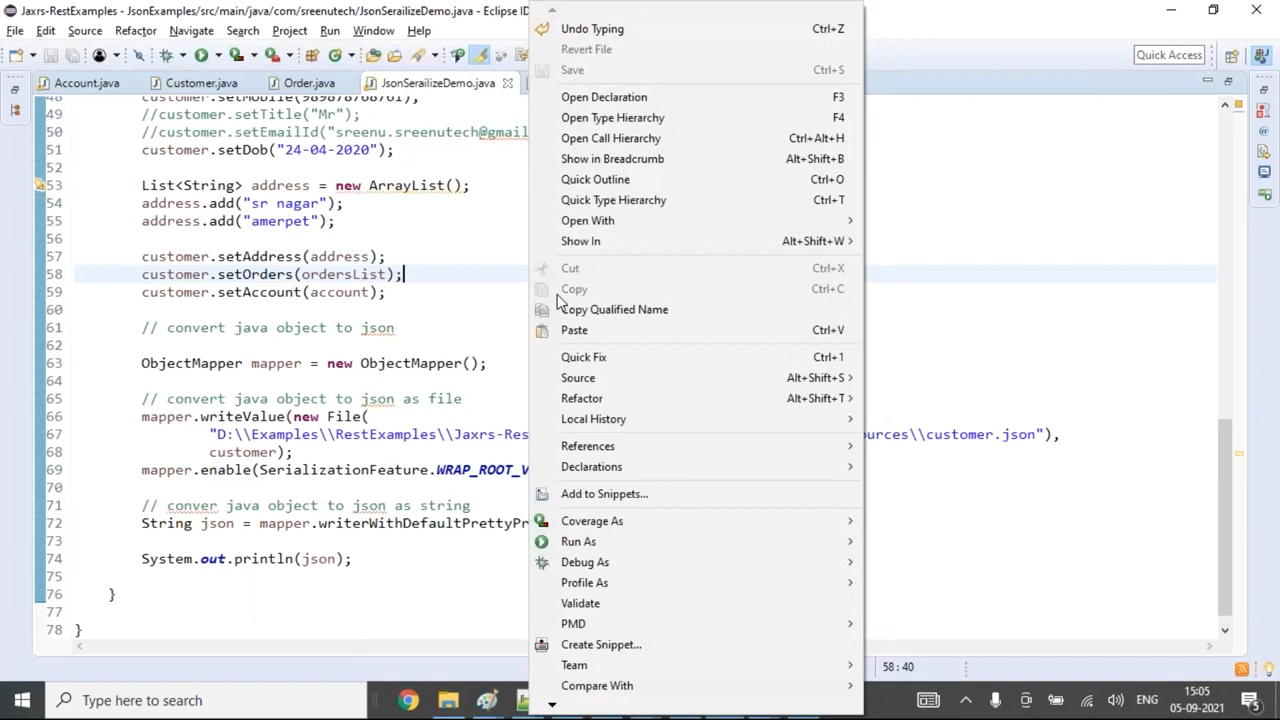 Jaxrs-RestExamples - JsonExamples/src/main/java/com/sreenutech/JsonSerailizeDemo.java - Eclipse ID
File Edit Source Refactor Navigate Search Project Run Window Help
Quick Access
Account.java Customer.java Order.java JsonSerailizeDemo.java
48 customer.setMobile(989878768761);
49 //customer.setTitle("Mr");
50 //customer.setEmailId("sreenu.sreenutech@gmail
51 customer.setDob("24-04-2020");
52
53 List<String> address = new ArrayList();
54 address.add("sr nagar");
55 address.add("amerpet");
56
57 customer.setAddress(address);
58 customer.setOrders(ordersList);
59 customer.setAccount(account);
60
61 // convert java object to json
62
63 ObjectMapper mapper = new ObjectMapper();
64
65 // convert java object to json as file
66 mapper.writeValue(new File(
67 "D:\\Examples\\RestExamples\\Jaxrs-Res ources\\customer.json"),
68 customer);
69 mapper.enable(SerializationFeature.WRAP_ROOT_V
70
71 // conver java object to json as string
72 String json = mapper.writerWithDefaultPrettyPr
73
74 System.out.println(json);
75
76 }
77
78 }
Undo Typing Ctrl+Z
Revert File
Save Ctrl+S
Open Declaration F3
Open Type Hierarchy F4
Open Call Hierarchy Ctrl+Alt+H
Show in Breadcrumb Alt+Shift+B
Quick Outline Ctrl+O
Quick Type Hierarchy Ctrl+T
Open With
Show In Alt+Shift+W
Cut Ctrl+X
Copy Ctrl+C
Copy Qualified Name
Paste Ctrl+V
Quick Fix Ctrl+1
Source Alt+Shift+S
Refactor Alt+Shift+T
Local History
References
Declarations
Add to Snippets...
Coverage As
Run As
Debug As
Profile As
Validate
PMD
Create Snippet...
Team
Compare With
58 : 40
Type here to search
ENG
15:05
05-09-2021
5